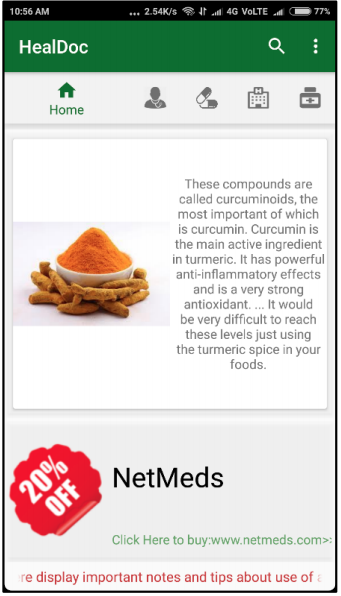 10:56 AM ... 2.54K/s 4G VoLTE 77%
HealDoc
Home
These compounds are
called curcuminoids, the
most important of which
is curcumin. Curcumin is
the main active ingredient
in turmeric. It has powerful
anti-inflammatory effects
and is a very strong
antioxidant. ... It would
be very difficult to reach
these levels just using
the turmeric spice in your
foods.
20%
OFF
NetMeds
Click Here to buy:www.netmeds.com>
display important notes and tips about use of